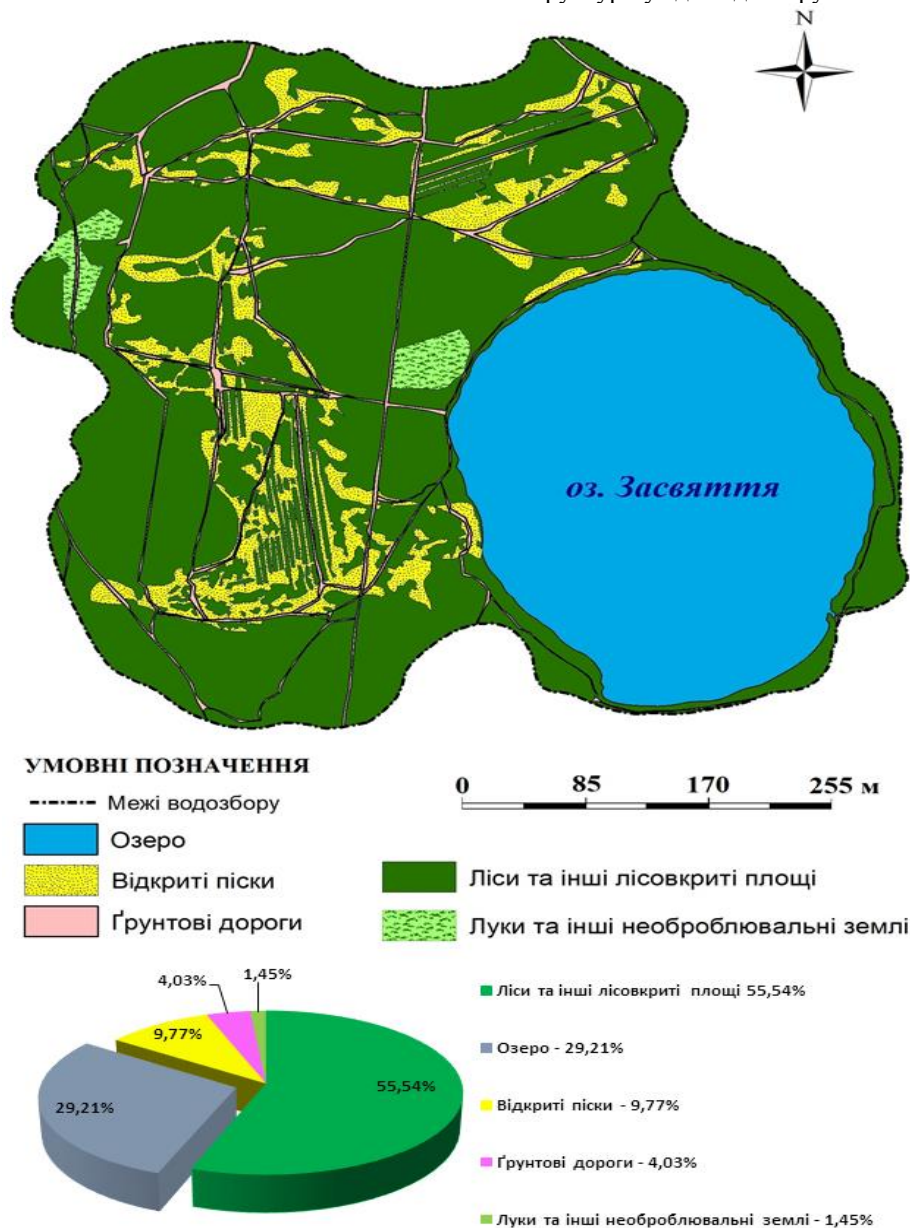 N
оз. Засвяття
УМОВНІ ПОЗНАЧЕННЯ
Межі водозбору
Озеро
Відкриті піски
Ґрунтові дороги
0 85 170 255 м
Ліси та інші лісовкриті площі
Луки та інші необроблювальні землі
4,03%
1,45%
9,77%
29,21%
55,54%
Ліси та інші лісовкриті площі 55,54%
Озеро - 29,21%
Відкриті піски - 9,77%
Ґрунтові дороги - 4,03%
Луки та інші необроблювальні землі - 1,45%